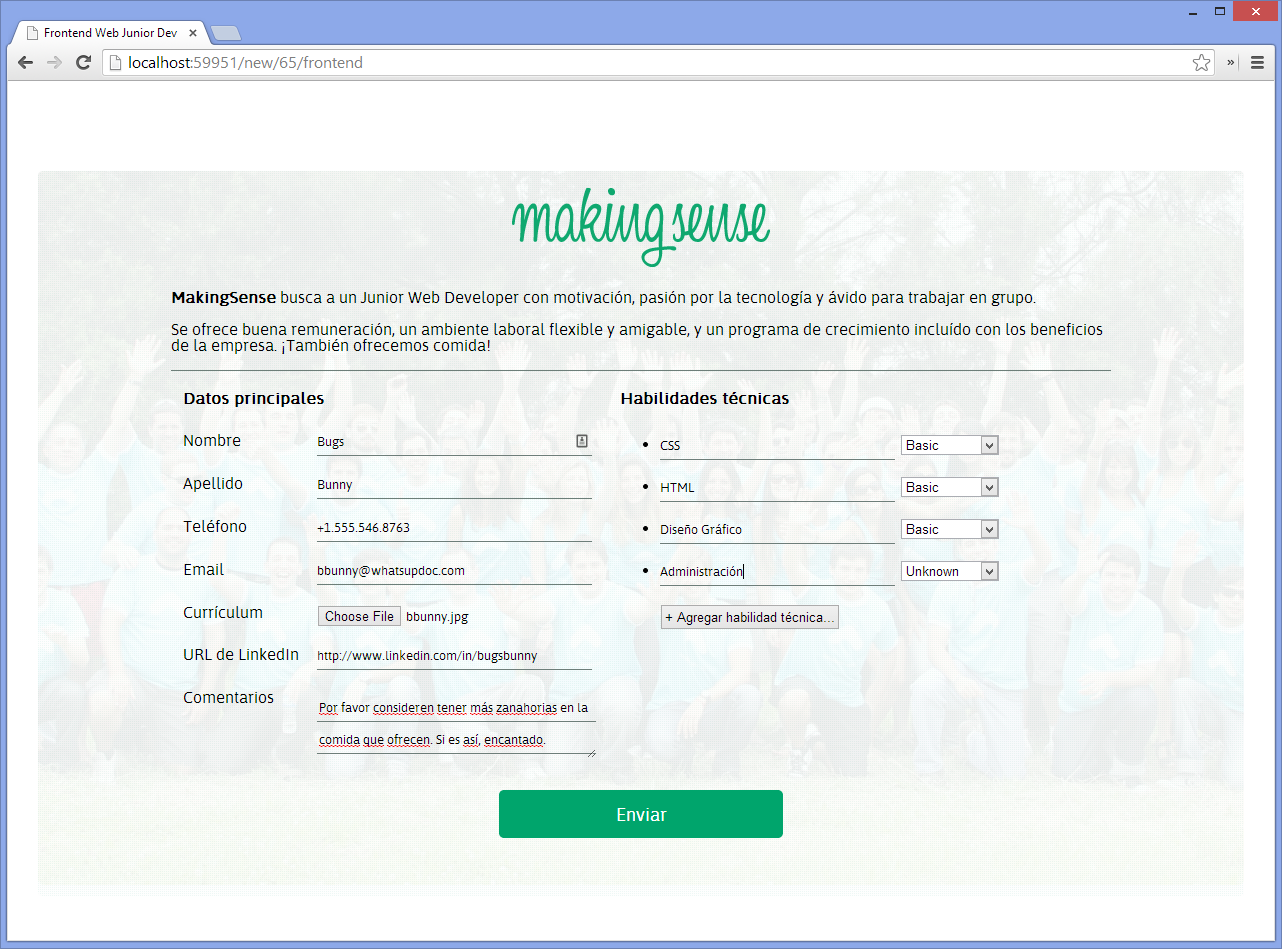 Frontend Web Junior Dev
localhost:59951/new/65/frontend
makingsense
MakingSense busca a un Junior Web Developer con motivación, pasión por la tecnología y ávido para trabajar en grupo.
Se ofrece buena remuneración, un ambiente laboral flexible y amigable, y un programa de crecimiento incluído con los beneficios
de la empresa. ¡También ofrecemos comida!
Datos principales
Nombre Bugs
Apellido Bunny
Teléfono +1.555.546.8763
Email bbunny@whatsupdoc.com
Currículum Choose File bbunny.jpg
URL de LinkedIn http://www.linkedin.com/in/bugsbunny
Comentarios Por favor consideren tener más zanahorias en la
comida que ofrecen. Si es así, encantado.
Habilidades técnicas
CSS Basic
HTML Basic
Diseño Gráfico Basic
Administración Unknown
+ Agregar habilidad técnica...
Enviar